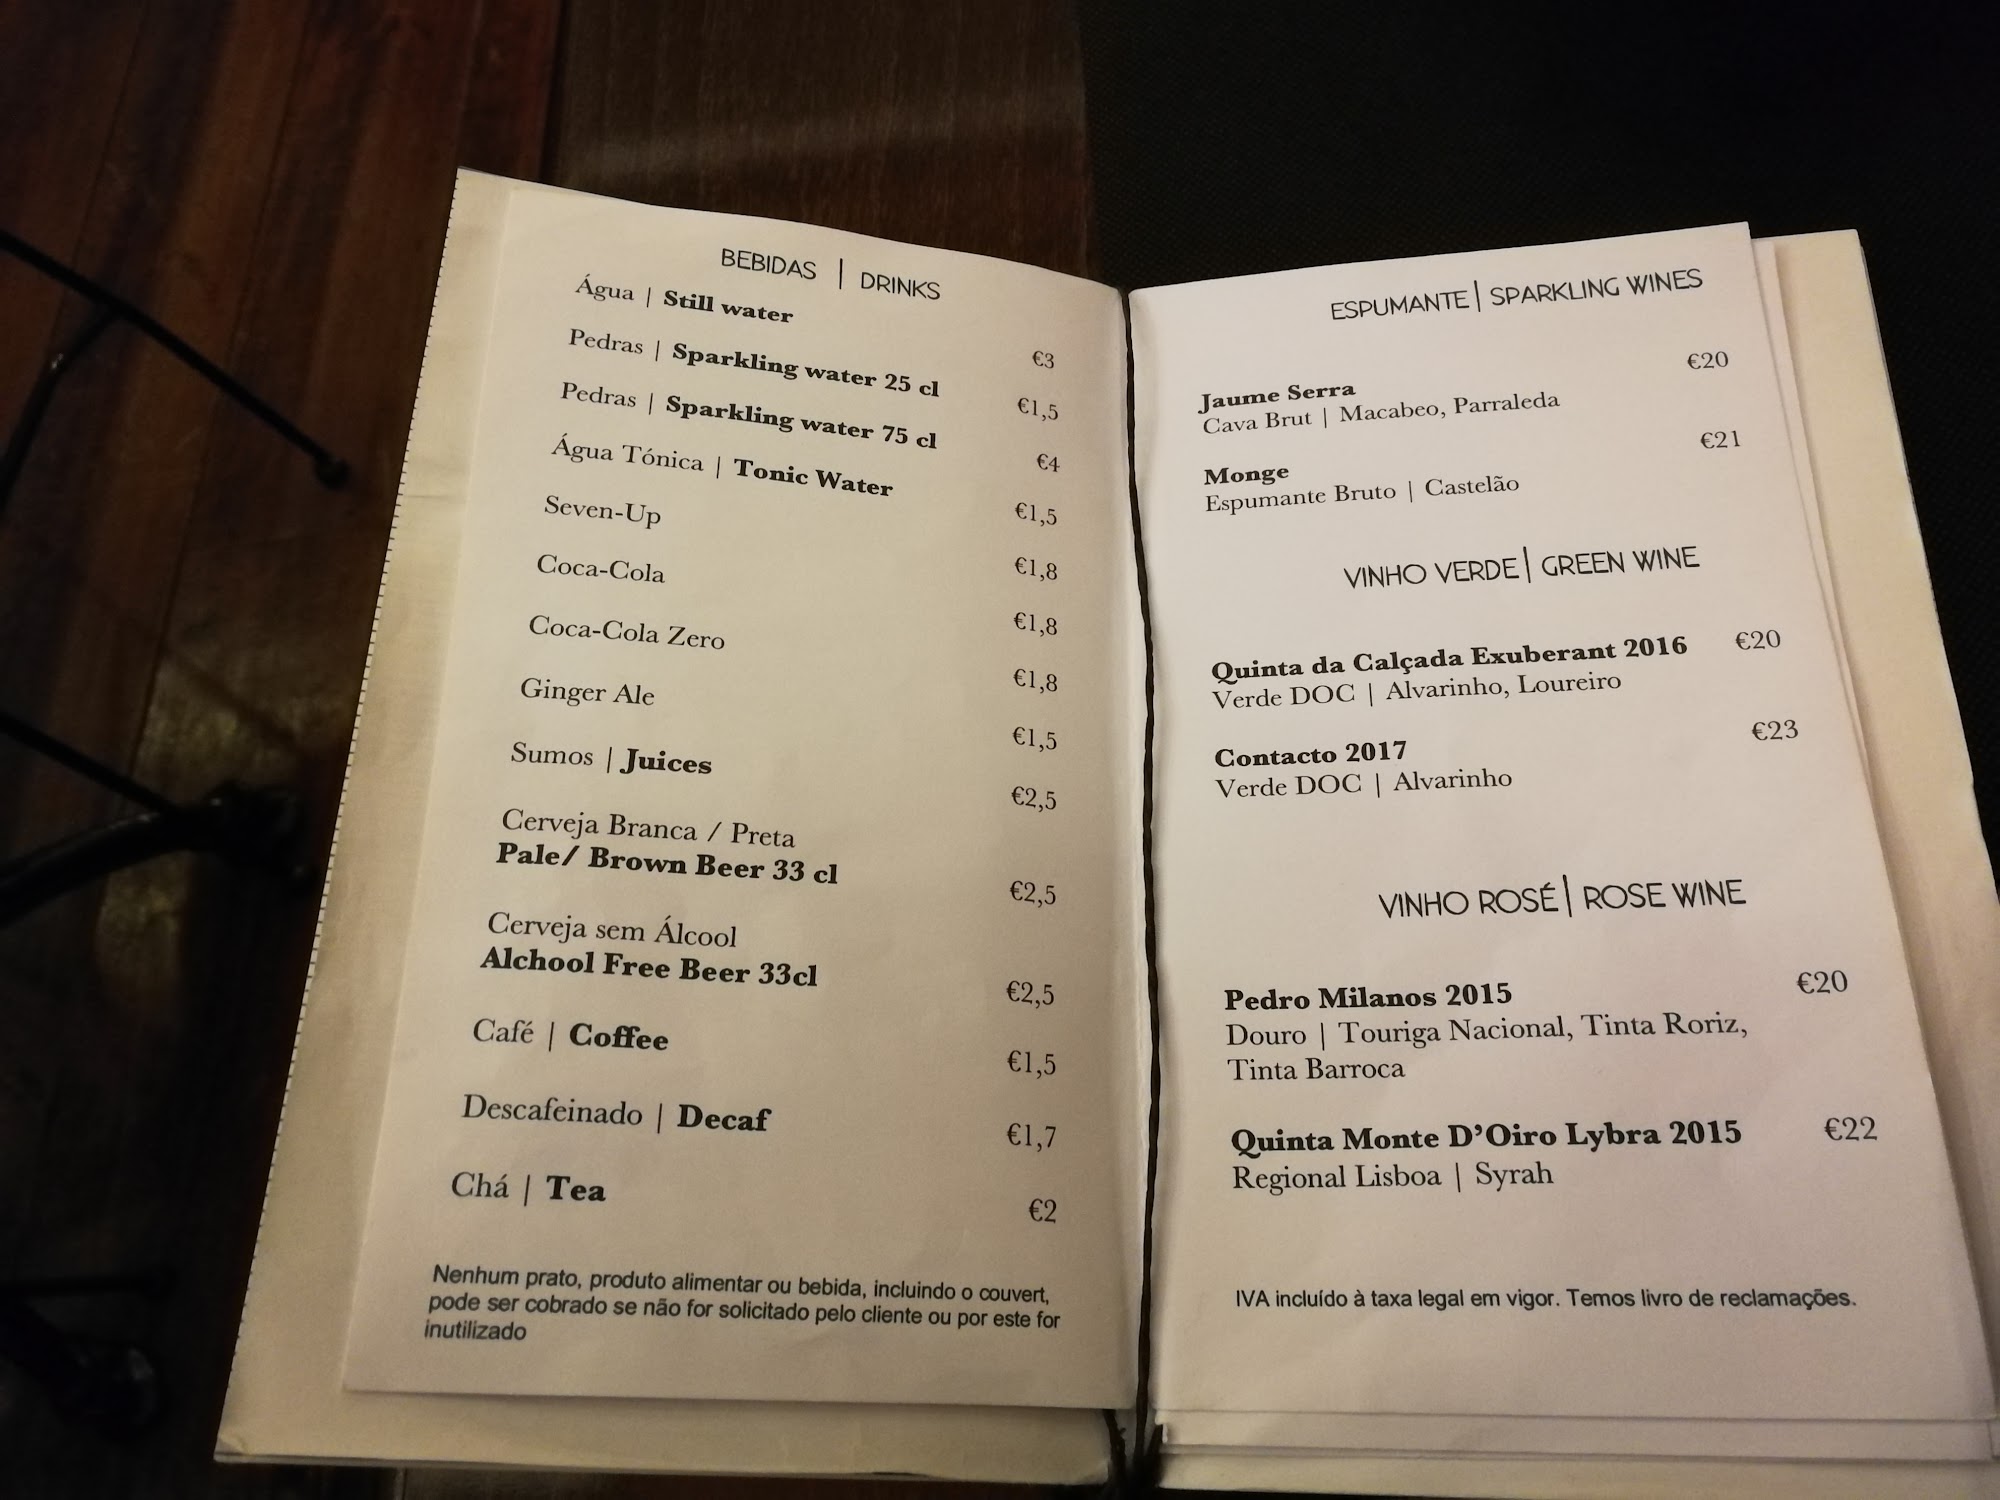 BEBIDAS | DRINKS
Água | Still water €3
Pedras | Sparkling water 25 cl €1,5
Pedras | Sparkling water 75 cl €4
Água Tónica | Tonic Water €1,5
Seven-Up €1,8
Coca-Cola €1,8
Coca-Cola Zero €1,8
Ginger Ale €1,5
Sumos | Juices €2,5
Cerveja Branca / Preta
Pale/ Brown Beer 33 cl €2,5
Cerveja sem Álcool
Alchool Free Beer 33cl €2,5
Café | Coffee €1,5
Descafeinado | Decaf €1,7
Chá | Tea €2
Nenhum prato, produto alimentar ou bebida, incluindo o couvert,
pode ser cobrado se não for solicitado pelo cliente ou por este for
inutilizado
ESPUMANTE | SPARKLING WINES
Jaume Serra €20
Cava Brut | Macabeo, Parraleda
Monge €21
Espumante Bruto | Castelão
VINHO VERDE | GREEN WINE
Quinta da Calçada Exuberant 2016 €20
Verde DOC | Alvarinho, Loureiro
Contacto 2017 €23
Verde DOC | Alvarinho
VINHO ROSÉ | ROSE WINE
Pedro Milanos 2015 €20
Douro | Touriga Nacional, Tinta Roriz,
Tinta Barroca
Quinta Monte D'Oiro Lybra 2015 €22
Regional Lisboa | Syrah
IVA incluído à taxa legal em vigor. Temos livro de reclamações.